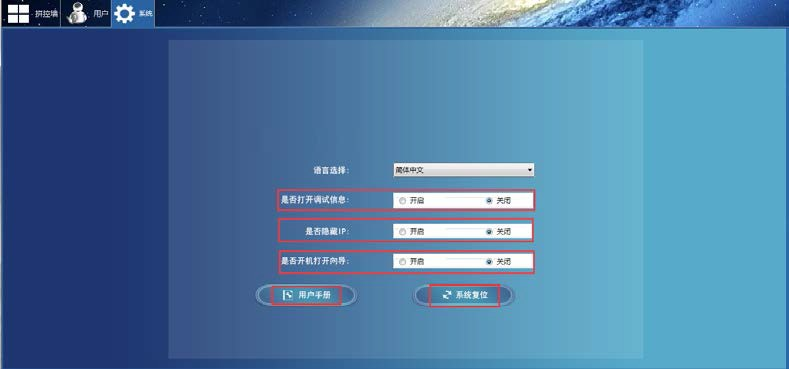 拼控墙 用户 系统
语言选择： 简体中文
是否打开调试信息： 开启 关闭
是否隐藏IP： 开启 关闭
是否开机打开向导： 开启 关闭
用户手册 系统复位